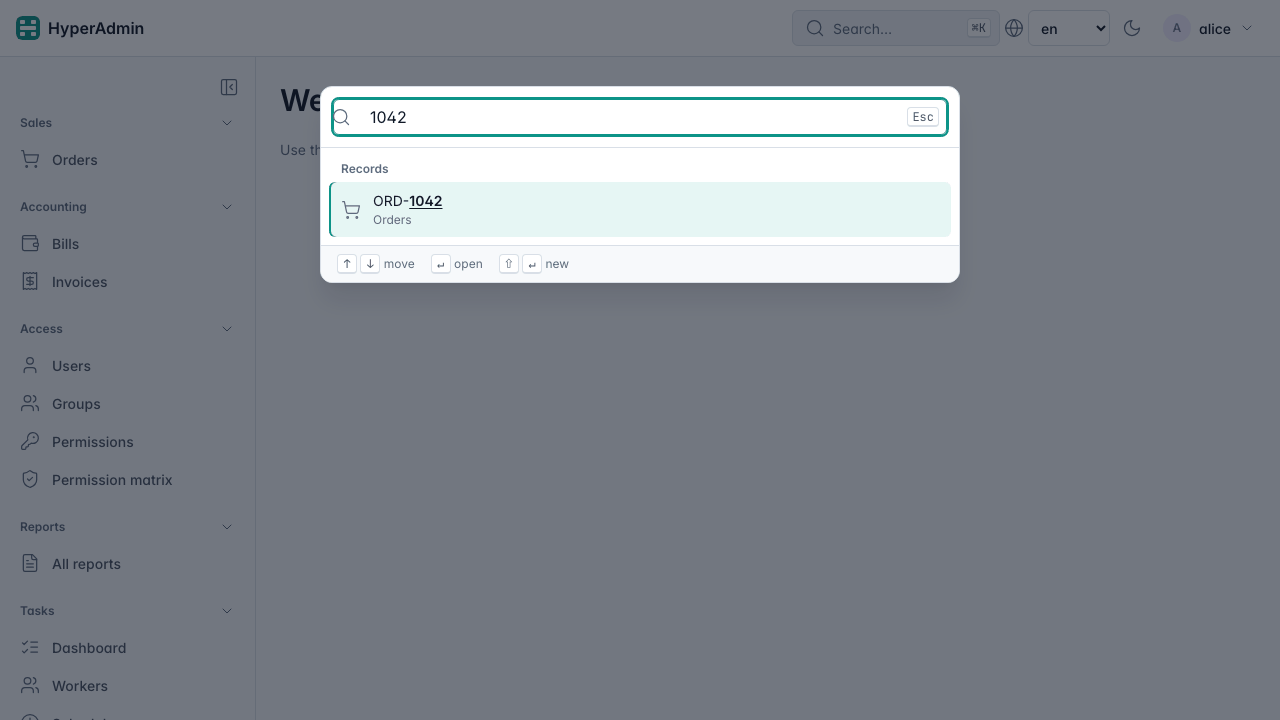 HyperAdmin
Search...
⌘K
en
A
alice
We
Use th
1042
Esc
Records
ORD-1042
Orders
↑ ↓ move
↵ open
⇧ ↵ new
Sales
Orders
Accounting
Bills
Invoices
Access
Users
Groups
Permissions
Permission matrix
Reports
All reports
Tasks
Dashboard
Workers